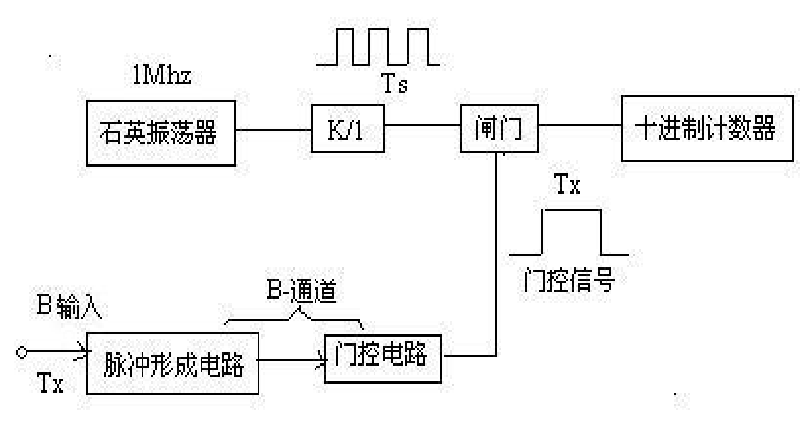 1Mhz
Ts
石英振荡器
K/1
闸门
十进制计数器
Tx
门控信号
B-通道
B输入
脉冲形成电路
门控电路
Tx